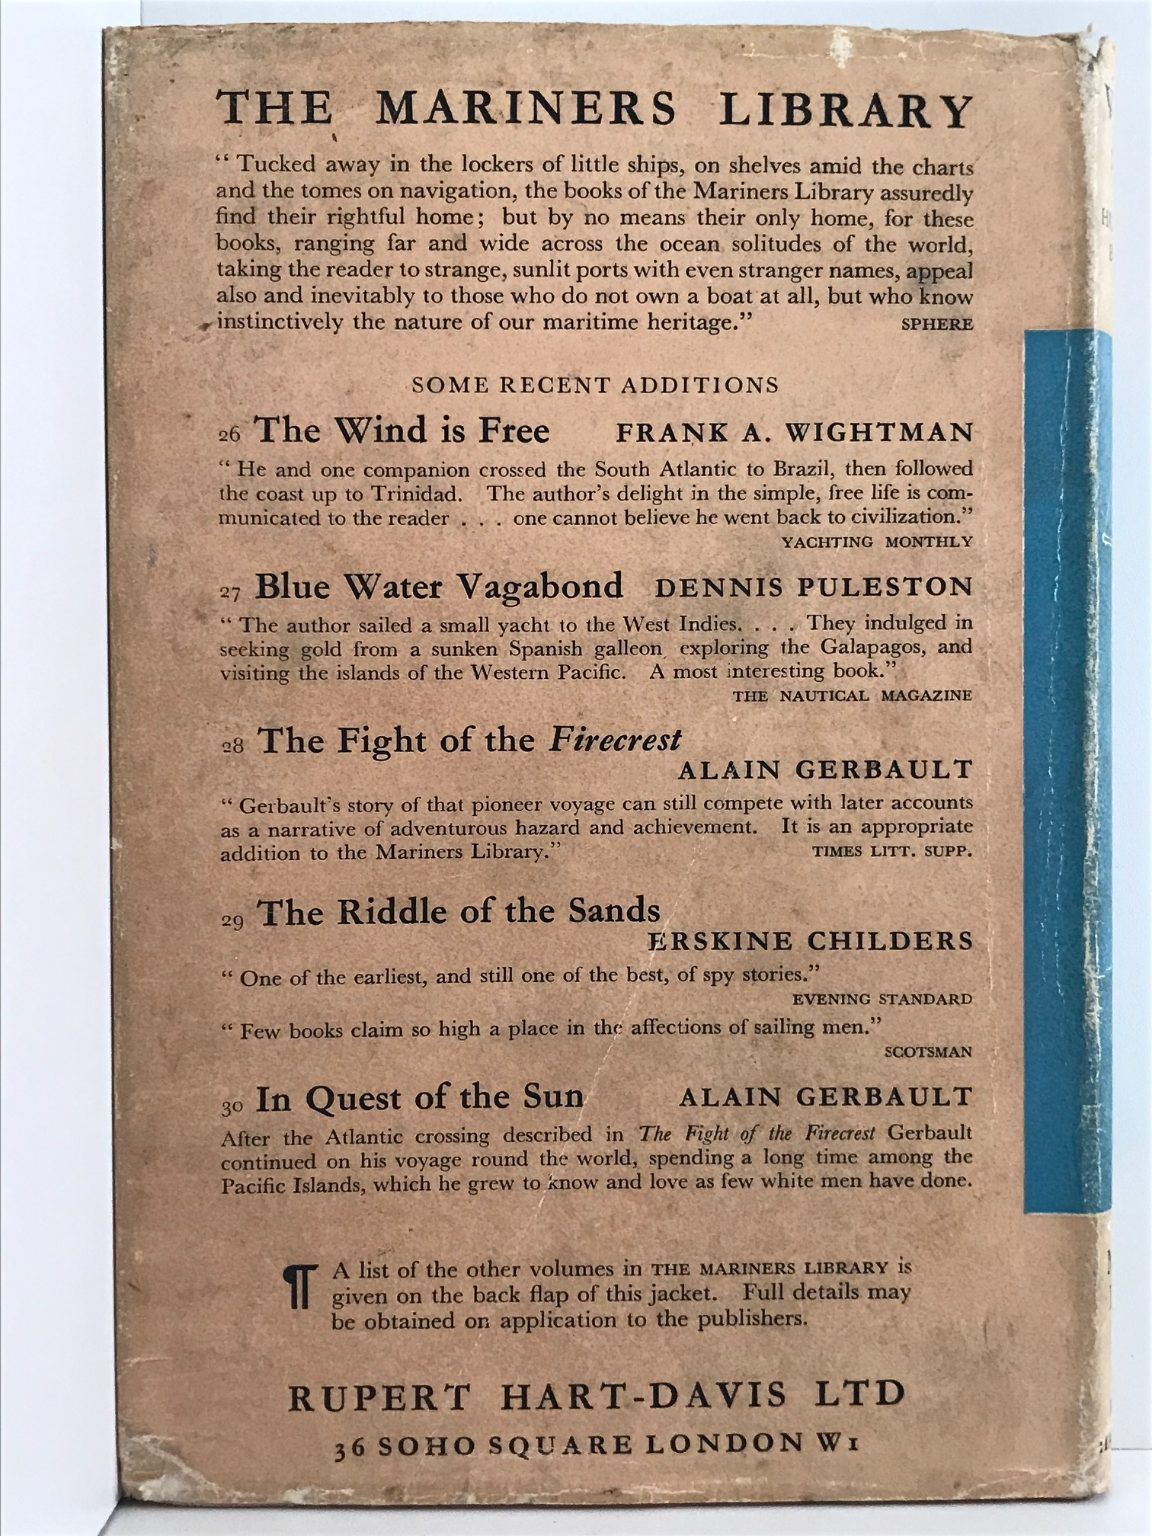 THE MARINERS LIBRARY
“Tucked away in the lockers of little ships, on shelves amid the charts
and the tomes on navigation, the books of the Mariners Library assuredly
find their rightful home; but by no means their only home, for these
books, ranging far and wide across the ocean solitudes of the world,
taking the reader to strange, sunlit ports with even stranger names, appeal
also and inevitably to those who do not own a boat at all, but who know
instinctively the nature of our maritime heritage.” SPHERE
SOME RECENT ADDITIONS
26 The Wind is Free FRANK A. WIGHTMAN
“He and one companion crossed the South Atlantic to Brazil, then followed
the coast up to Trinidad. The author’s delight in the simple, free life is com-
municated to the reader . . . one cannot believe he went back to civilization.”
YACHTING MONTHLY
27 Blue Water Vagabond DENNIS PULESTON
“The author sailed a small yacht to the West Indies. . . . They indulged in
seeking gold from a sunken Spanish galleon exploring the Galapagos, and
visiting the islands of the Western Pacific. A most interesting book.”
THE NAUTICAL MAGAZINE
28 The Fight of the Firecrest
ALAIN GERBAULT
“Gerbault’s story of that pioneer voyage can still compete with later accounts
as a narrative of adventurous hazard and achievement. It is an appropriate
addition to the Mariners Library.” TIMES LITT. SUPP.
29 The Riddle of the Sands
ERSKINE CHILDERS
“One of the earliest, and still one of the best, of spy stories.”
EVENING STANDARD
“Few books claim so high a place in the affections of sailing men.”
SCOTSMAN
30 In Quest of the Sun ALAIN GERBAULT
After the Atlantic crossing described in The Fight of the Firecrest Gerbault
continued on his voyage round the world, spending a long time among the
Pacific Islands, which he grew to know and love as few white men have done.
¶ A list of the other volumes in THE MARINERS LIBRARY is
given on the back flap of this jacket. Full details may
be obtained on application to the publishers.
RUPERT HART-DAVIS LTD
36 SOHO SQUARE LONDON W1